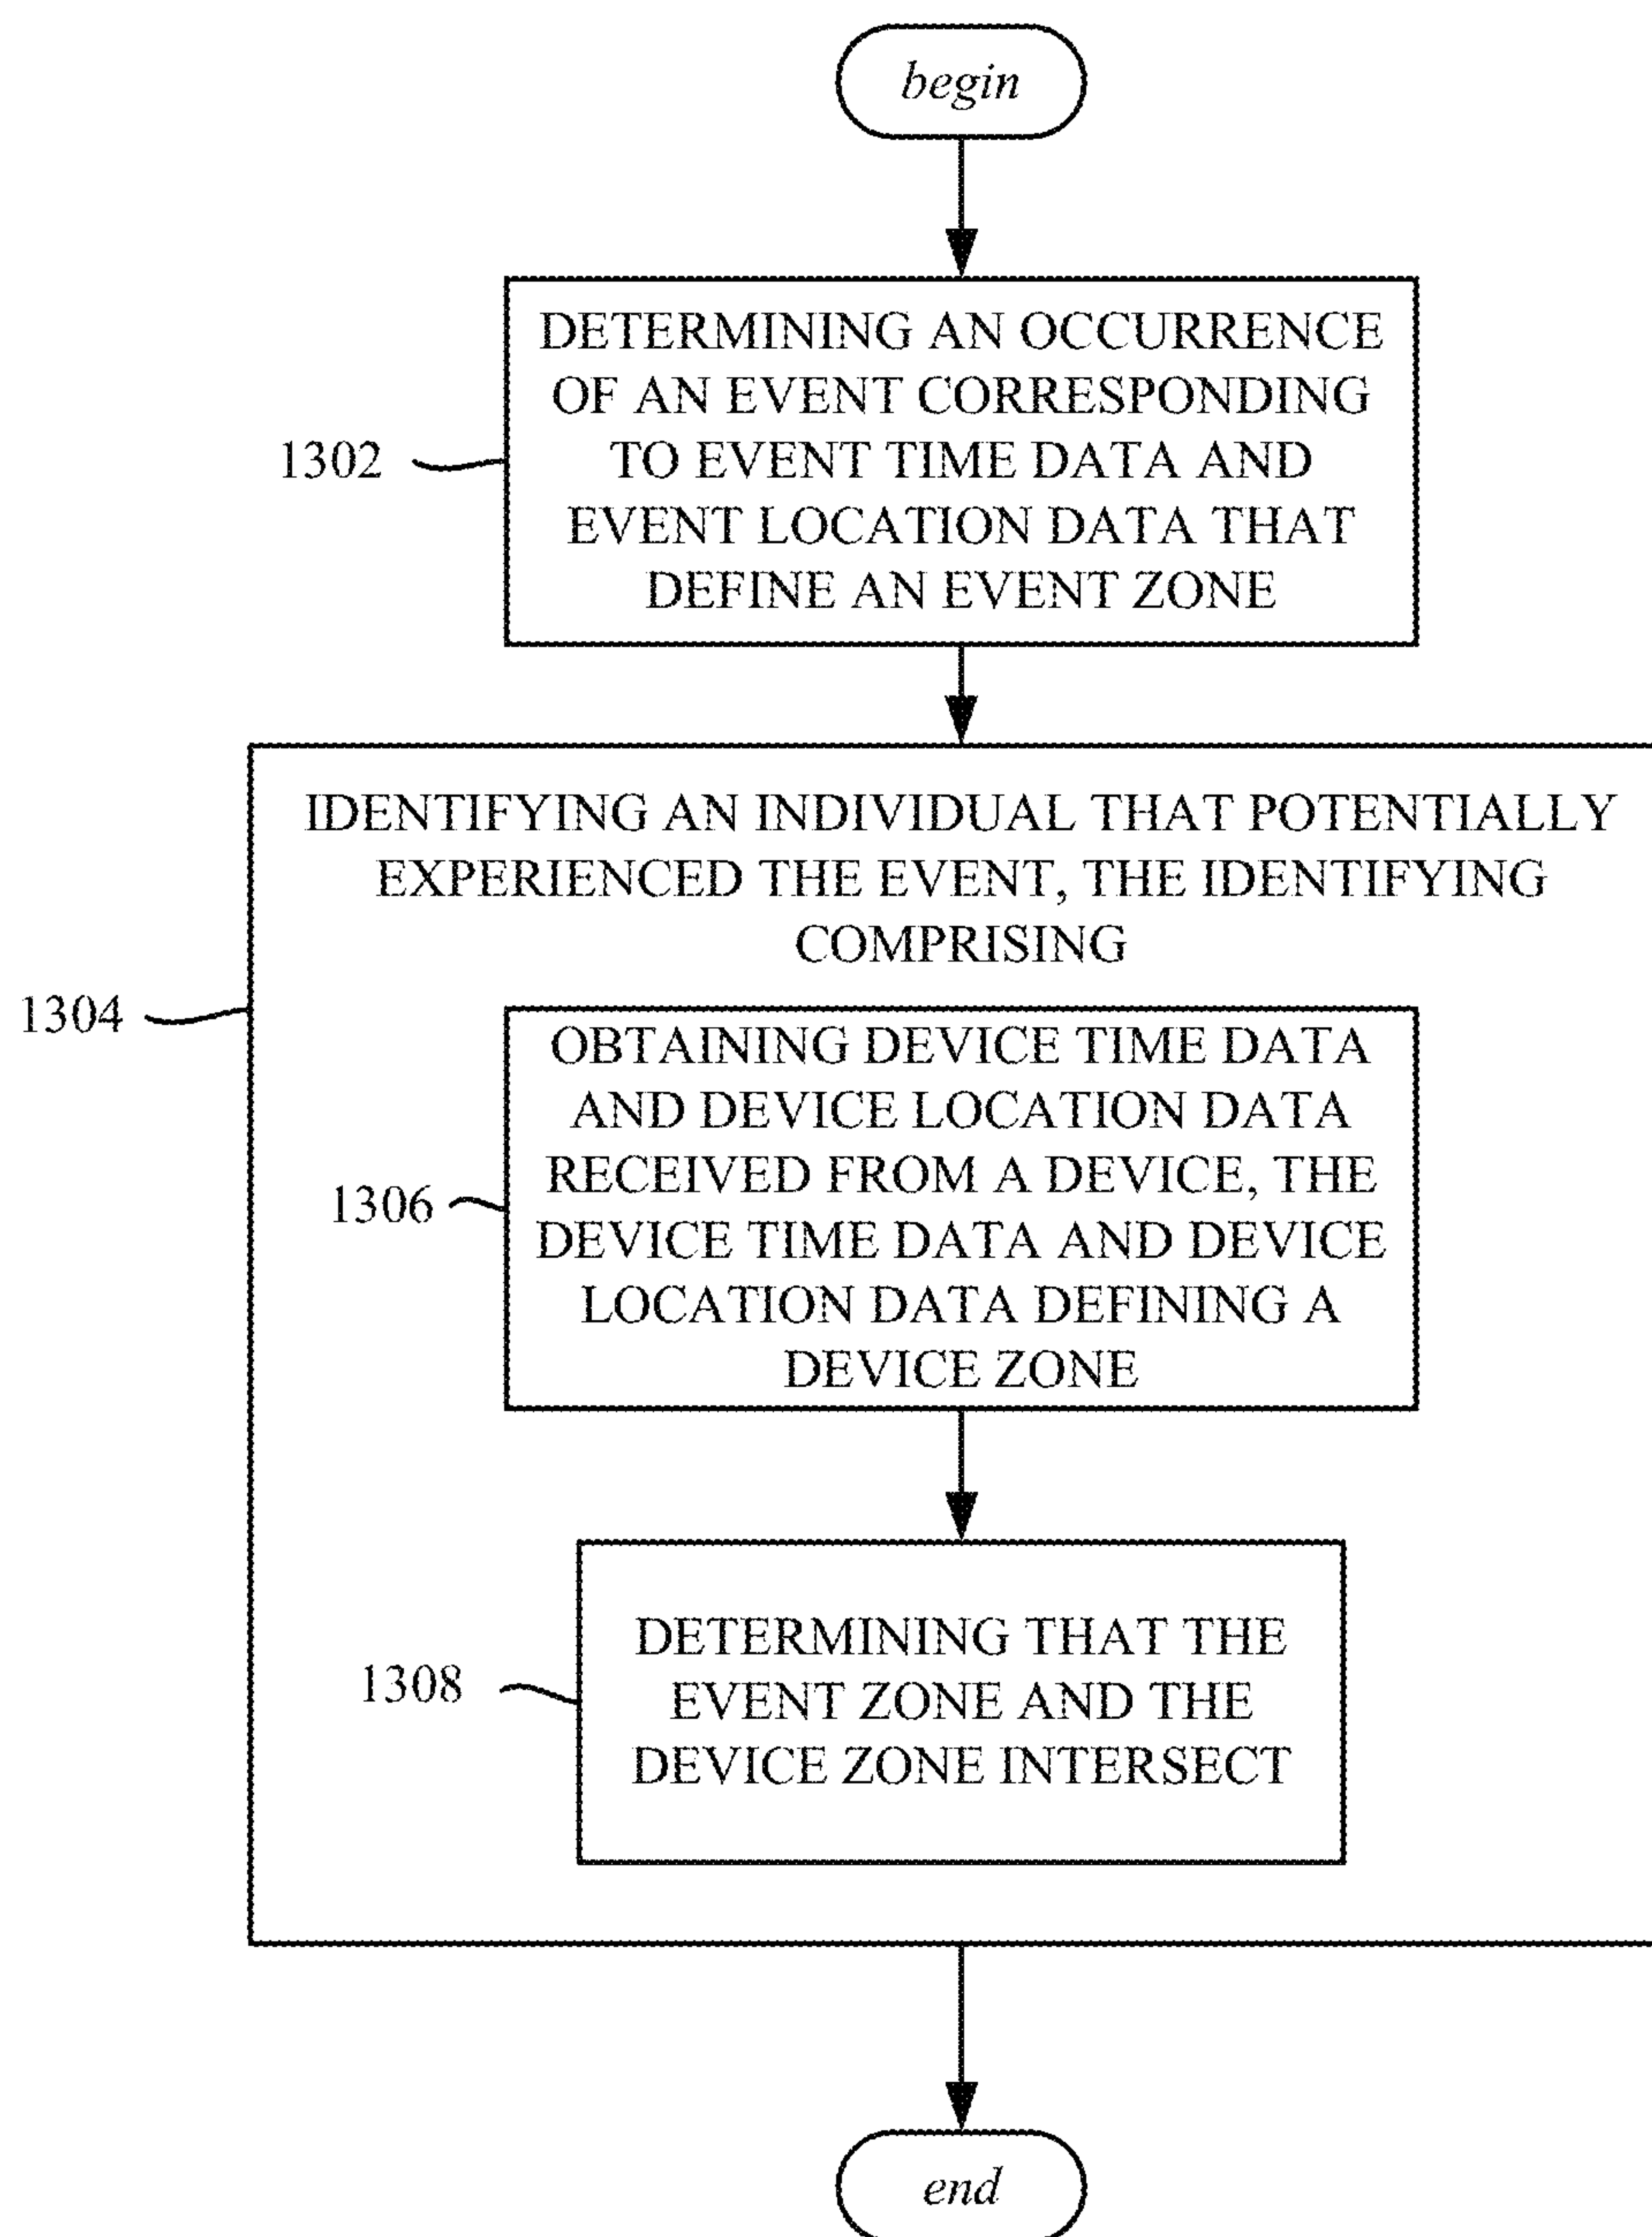 begin
DETERMINING AN OCCURRENCE
OF AN EVENT CORRESPONDING
1302
TO EVENT TIME DATA AND
EVENT LOCATION DATA THAT
DEFINE AN EVENT ZONE
IDENTIFYING AN INDIVIDUAL THAT POTENTIALLY
EXPERIENCED THE EVENT, THE IDENTIFYING
COMPRISING
1304
OBTAINING DEVICE TIME DATA
AND DEVICE LOCATION DATA
RECEIVED FROM A DEVICE, THE
1306
DEVICE TIME DATA AND DEVICE
LOCATION DATA DEFINING A
DEVICE ZONE
DETERMINING THAT THE
1308
EVENT ZONE AND THE
DEVICE ZONE INTERSECT
end